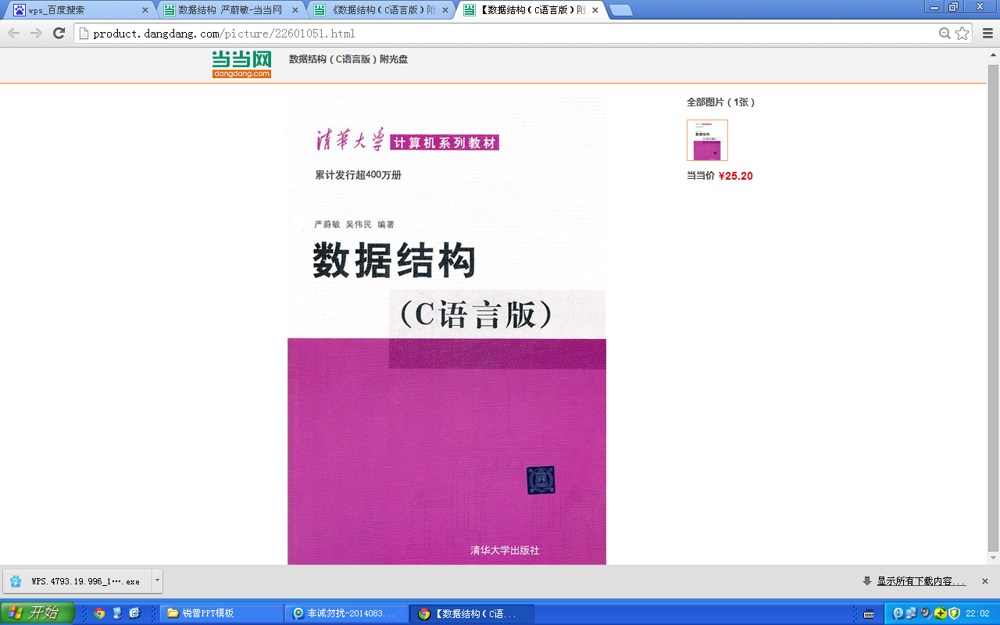 wps_百度搜索
数据结构 严蔚敏-当当网
《数据结构（C语言版）附
【数据结构（C语言版）附
product.dangdang.com/picture/22601051.html
当当网
dangdang.com
数据结构（C语言版）附光盘
清华大学 计算机系列教材
累计发行超400万册
严蔚敏 吴伟民 编著
数据结构
（C语言版）
清华大学出版社
全部图片（1张）
当当价 ¥25.20
WPS.4793.19.996_1….exe
显示所有下载内容...
开始
锐普PPT模板
非诚勿扰-2014083...
【数据结构（C语...
22:02